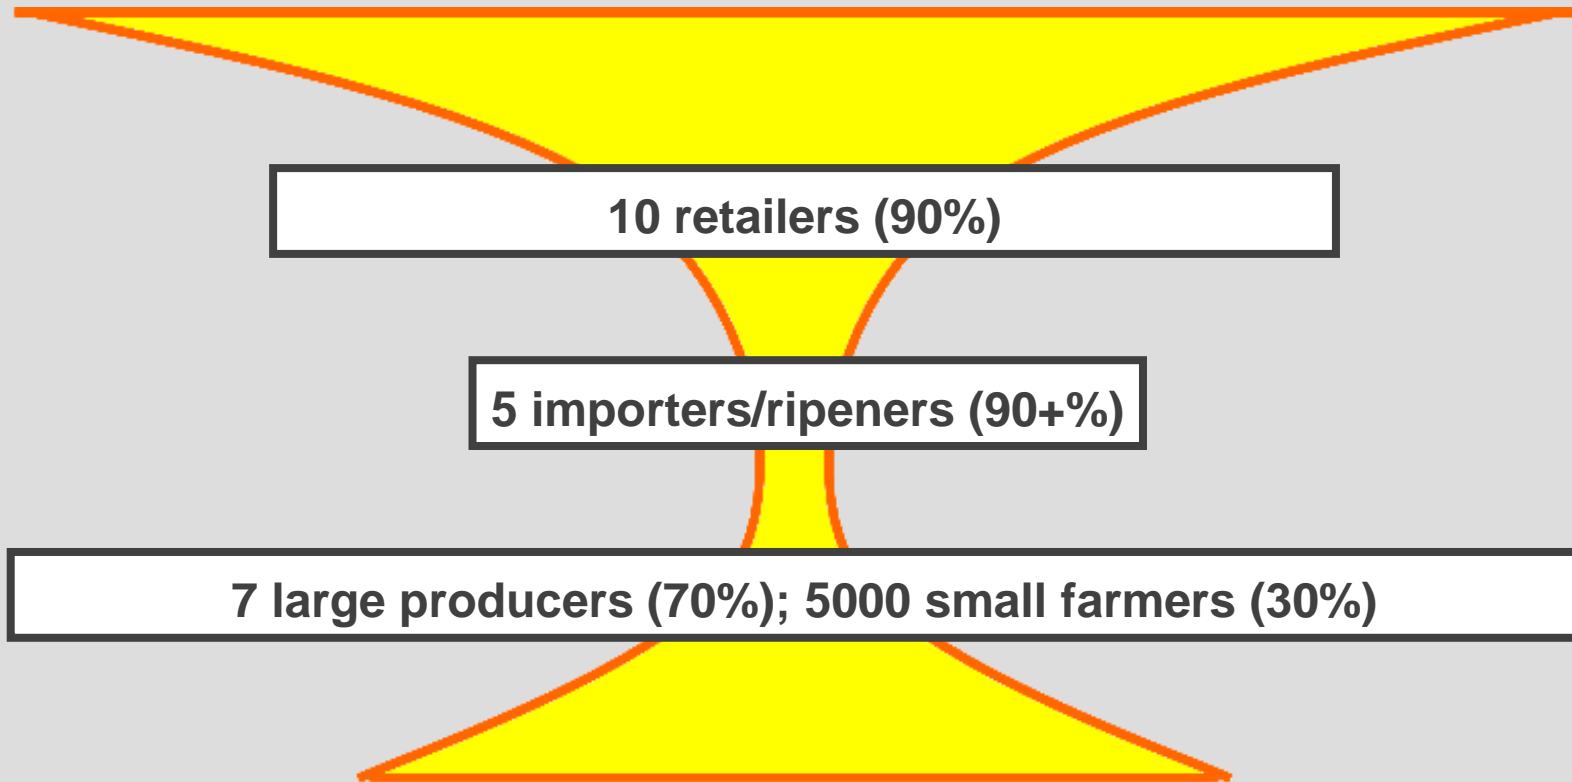 10 retailers (90%)
5 importers/ripeners (90+%)
7 large producers (70%); 5000 small farmers (30%)